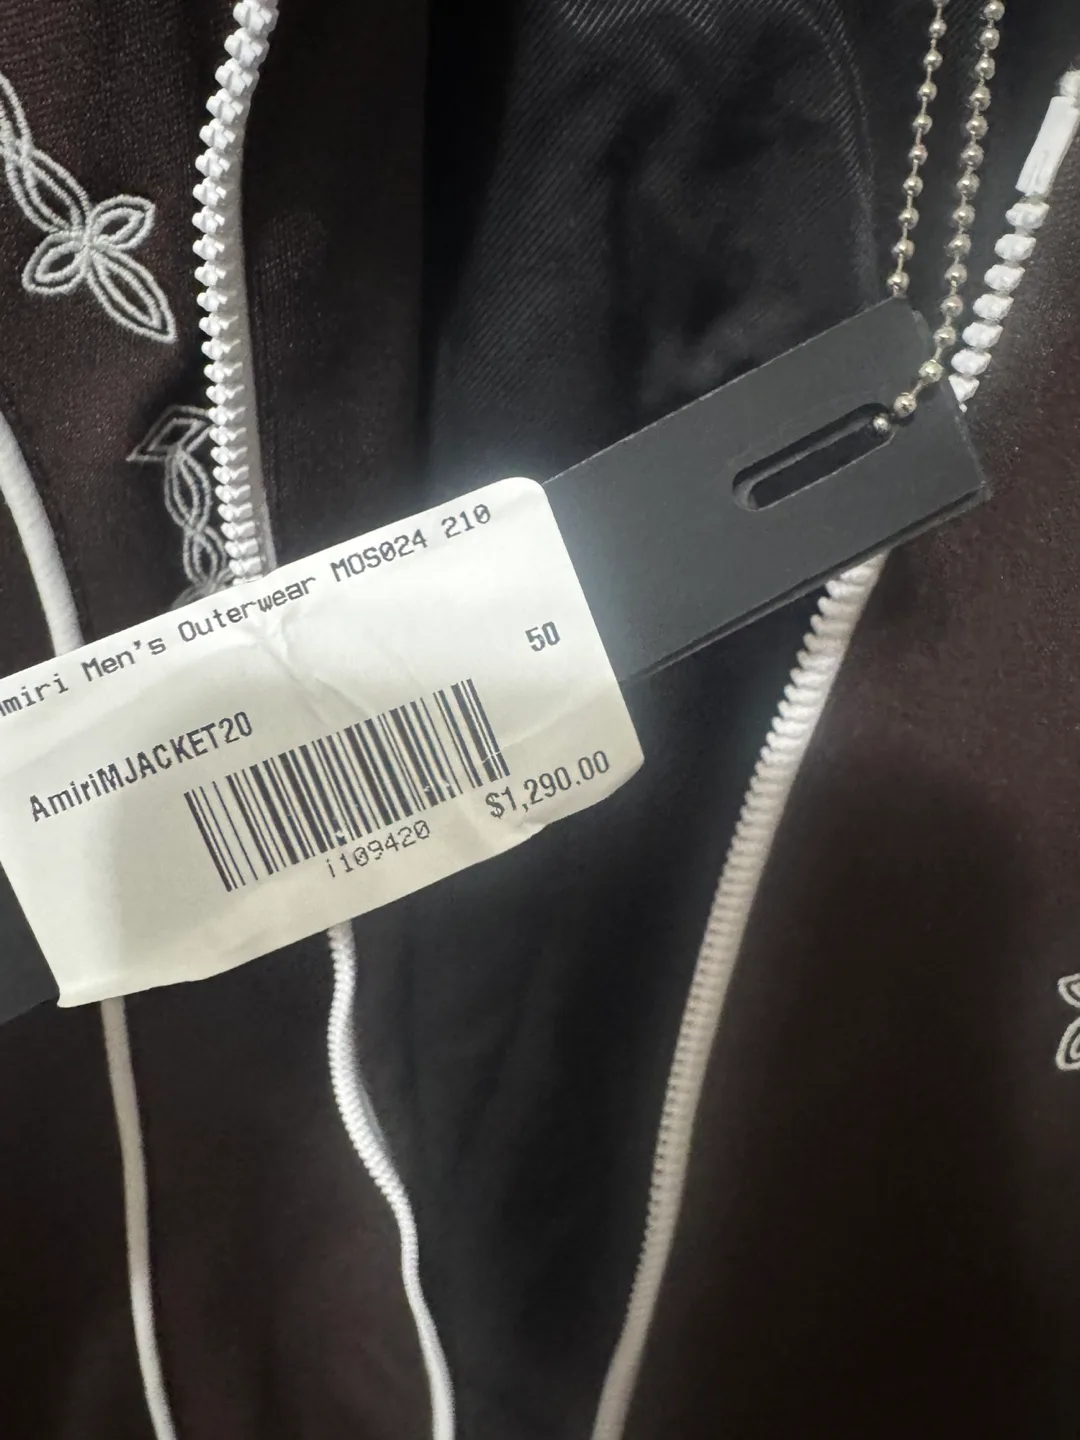 miri Men's Outerwear MOS024 210
50
AmiriMJACKET20
$1,290.00
i109420